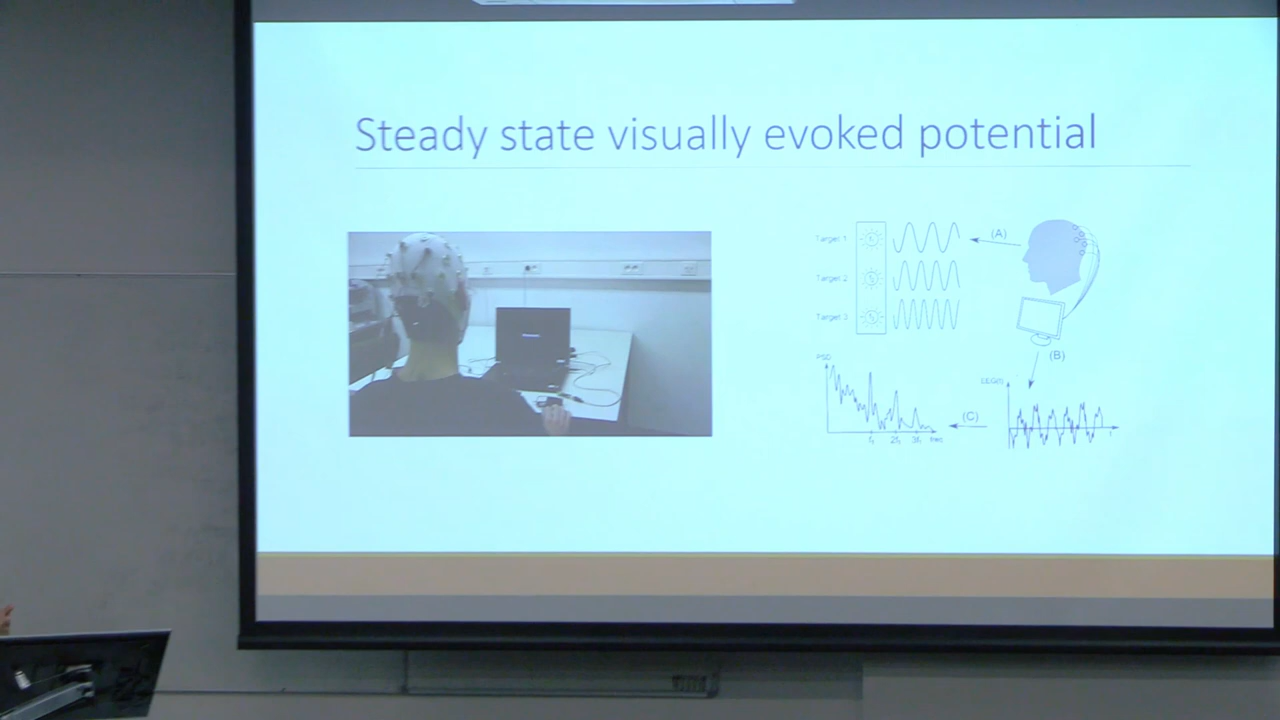 Steady state visually evoked potential
Target 1
(A)
Target 2
Target 3
(B)
PSD
(C)